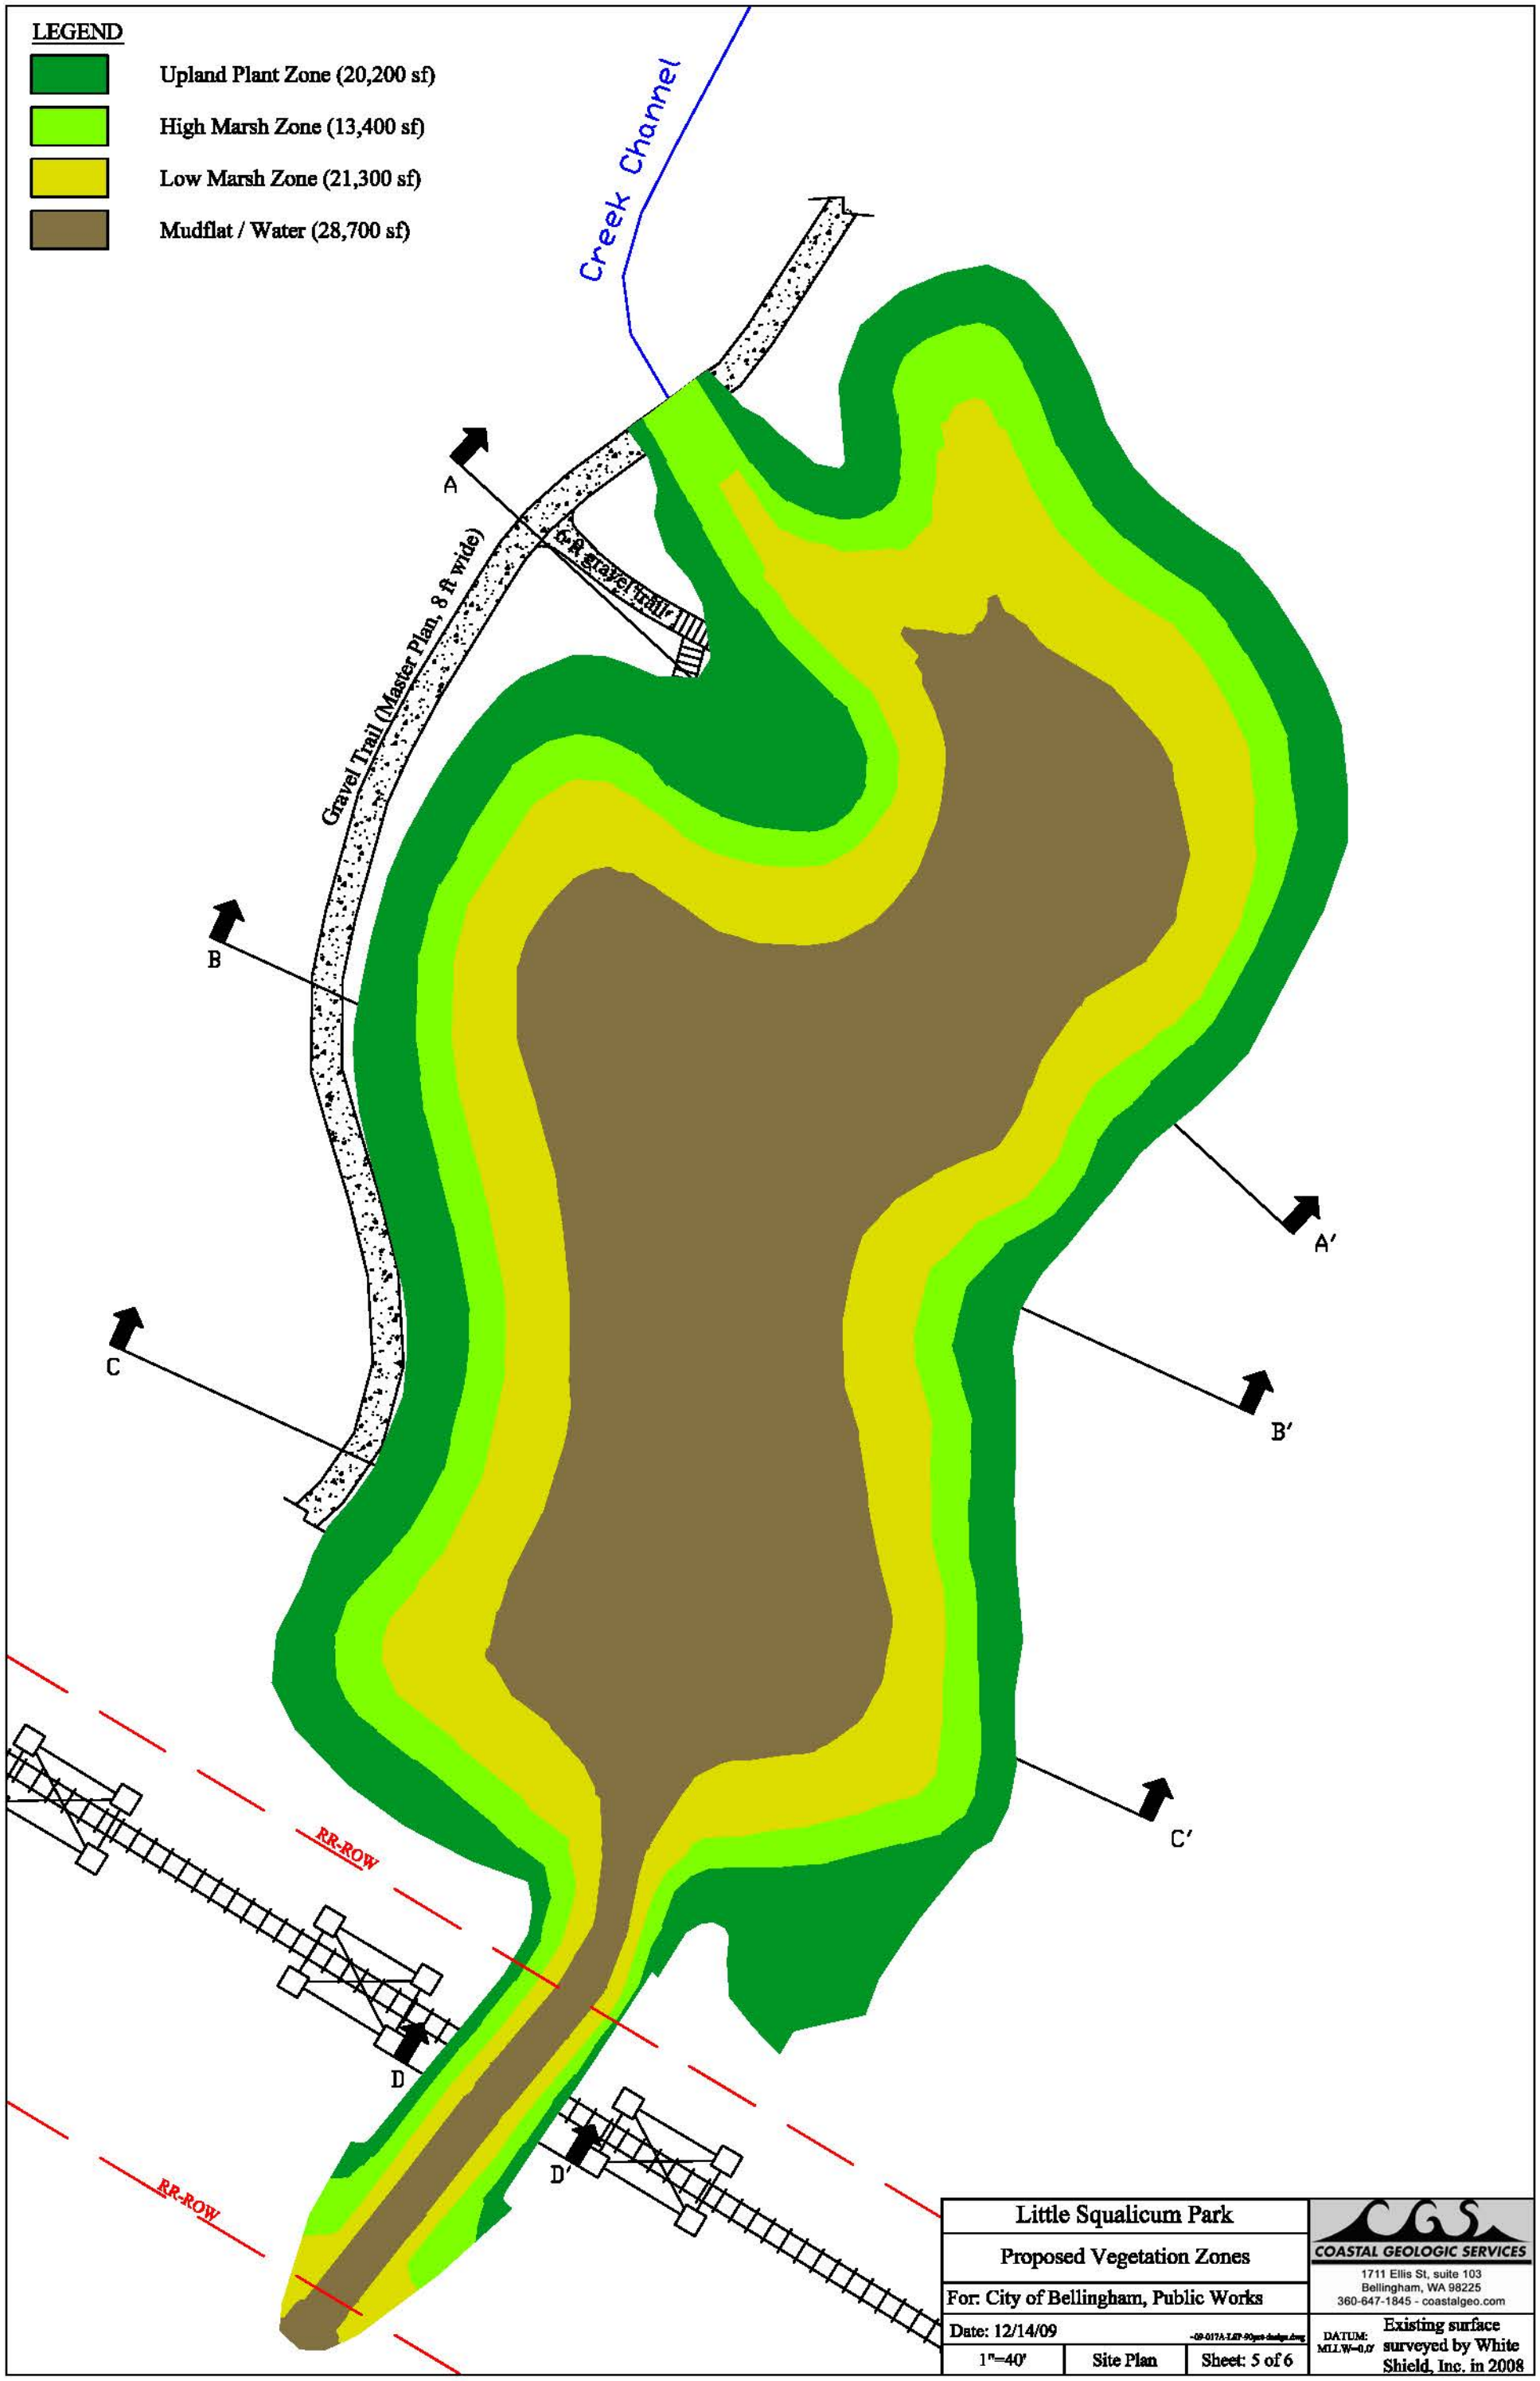 LEGEND
Upland Plant Zone (20,200 sf)
High Marsh Zone (13,400 sf)
Low Marsh Zone (21,300 sf)
Mudflat / Water (28,700 sf)
Creek Channel
A
6 ft gravel trail
Gravel Trail (Master Plan, 8 ft wide)
B
A'
C
B'
RR-ROW
C'
D
D'
RR-ROW
Little Squalicum Park
Proposed Vegetation Zones
For: City of Bellingham, Public Works
Date: 12/14/09
1"=40'
Site Plan
Sheet: 5 of 6
CGS
COASTAL GEOLOGIC SERVICES
1711 Ellis St, suite 103
Bellingham, WA 98225
360-647-1845 - coastalgeo.com
DATUM:
MLLW=0.0'
Existing surface
surveyed by White
Shield, Inc. in 2008